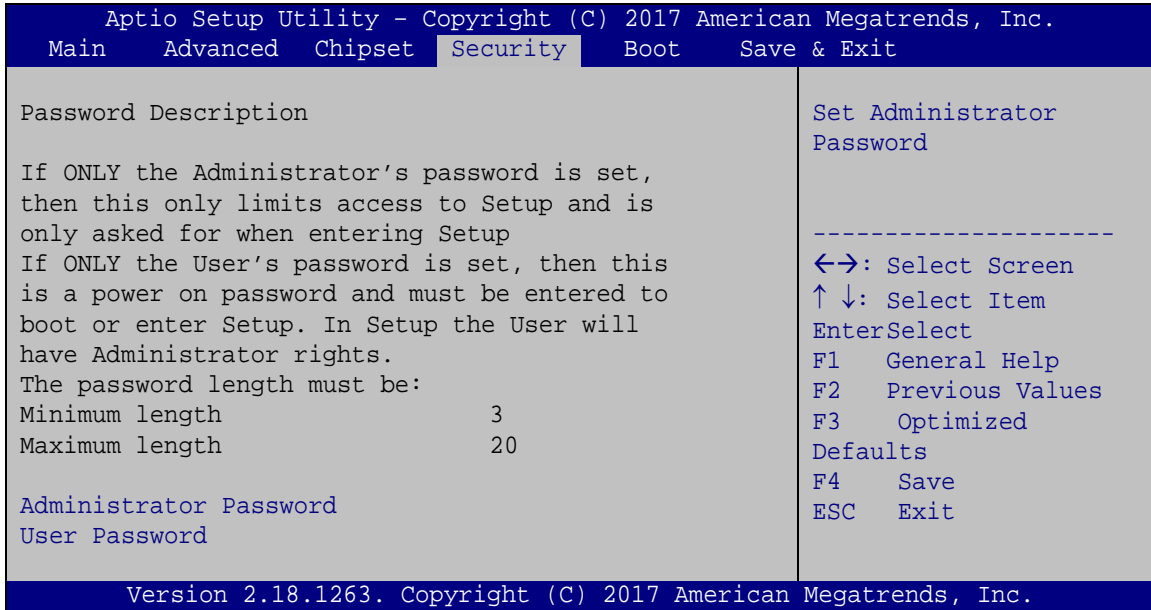 Aptio Setup Utility – Copyright (C) 2017 American Megatrends, Inc.
Main Advanced Chipset Security Boot Save & Exit
Password Description
If ONLY the Administrator's password is set,
then this only limits access to Setup and is
only asked for when entering Setup
If ONLY the User's password is set, then this
is a power on password and must be entered to
boot or enter Setup. In Setup the User will
have Administrator rights.
The password length must be:
Minimum length 3
Maximum length 20
Administrator Password
User Password
Set Administrator
Password
---------------------
←→: Select Screen
↑ ↓: Select Item
EnterSelect
F1 General Help
F2 Previous Values
F3 Optimized
Defaults
F4 Save
ESC Exit
Version 2.18.1263. Copyright (C) 2017 American Megatrends, Inc.